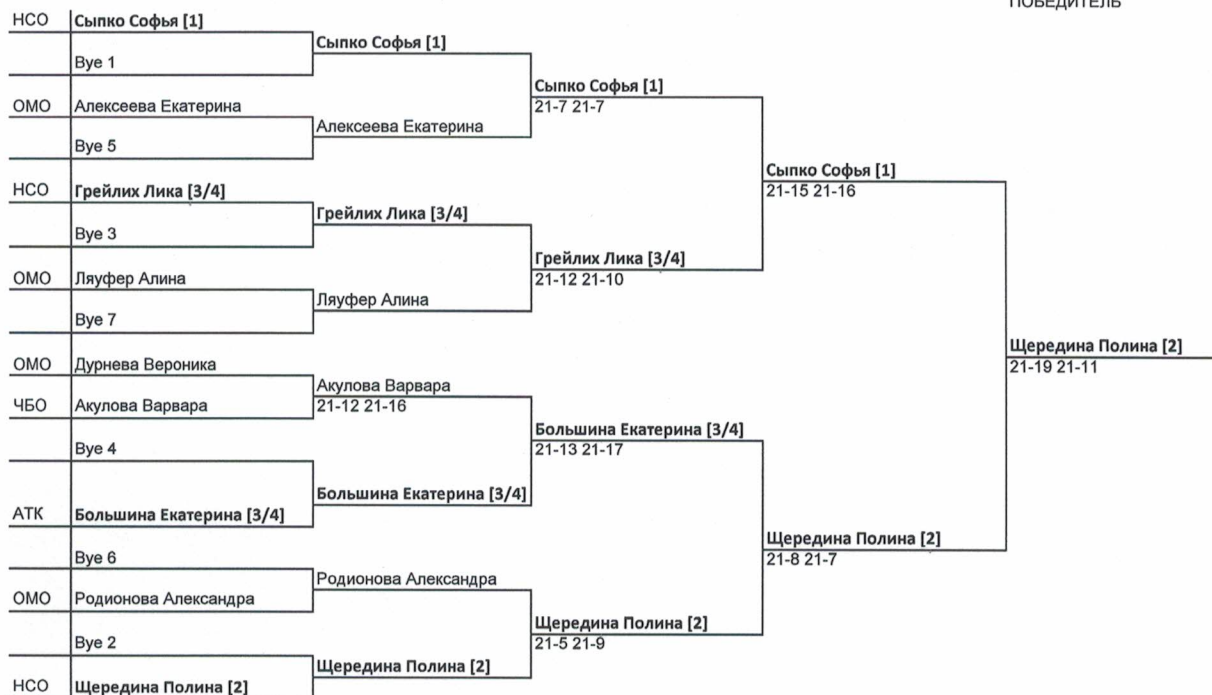 ПОБЕДИТЕЛЬ
НСО Сыпко Софья [1]
Сыпко Софья [1]
Bye 1
Сыпко Софья [1]
21-7 21-7
ОМО Алексеева Екатерина
Алексеева Екатерина
Bye 5
Сыпко Софья [1]
21-15 21-16
НСО Грейлих Лика [3/4]
Грейлих Лика [3/4]
Bye 3
Грейлих Лика [3/4]
21-12 21-10
ОМО Ляуфер Алина
Ляуфер Алина
Bye 7
Щередина Полина [2]
21-19 21-11
ОМО Дурнева Вероника
Акулова Варвара
21-12 21-16
ЧБО Акулова Варвара
Большина Екатерина [3/4]
21-13 21-17
Bye 4
Большина Екатерина [3/4]
АТК Большина Екатерина [3/4]
Щередина Полина [2]
21-8 21-7
Bye 6
Родионова Александра
ОМО Родионова Александра
Щередина Полина [2]
21-5 21-9
Bye 2
Щередина Полина [2]
НСО Щередина Полина [2]